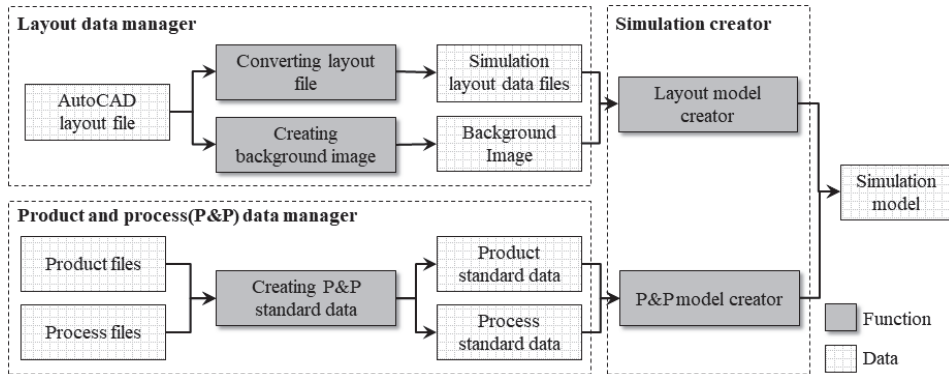 Layout data manager
Simulation creator
Converting layout
file
Simulation
layout data files
AutoCAD
layout file
Layout model
creator
Creating
background image
Background
Image
Simulation
model
Product and process(P&P) data manager
Product files
Product
standard data
Creating P&P
standard data
P&P model creator
Process files
Process
standard data
Function
Data